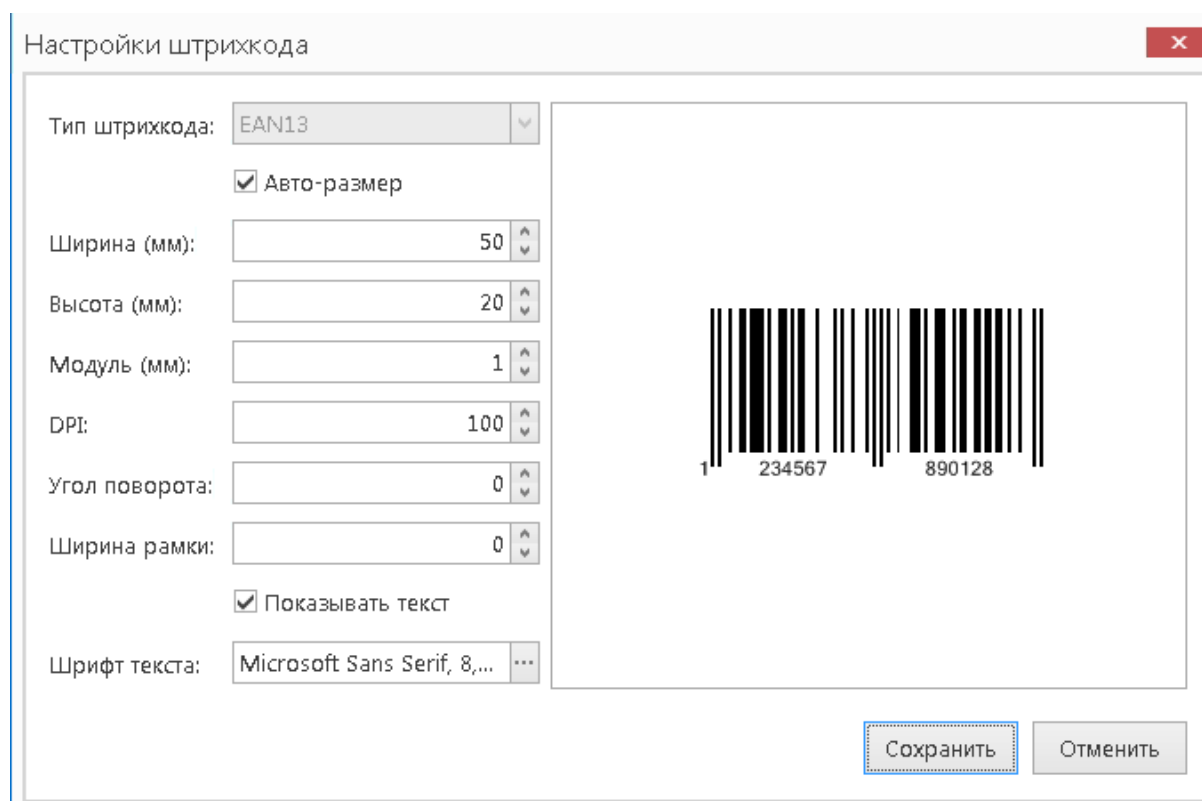 Настройки штрихкода
Тип штрихкода: EAN13
Авто-размер
Ширина (мм): 50
Высота (мм): 20
Модуль (мм): 1
DPI: 100
Угол поворота: 0
Ширина рамки: 0
Показывать текст
Шрифт текста: Microsoft Sans Serif, 8,... ...
1 234567 890128
Сохранить Отменить